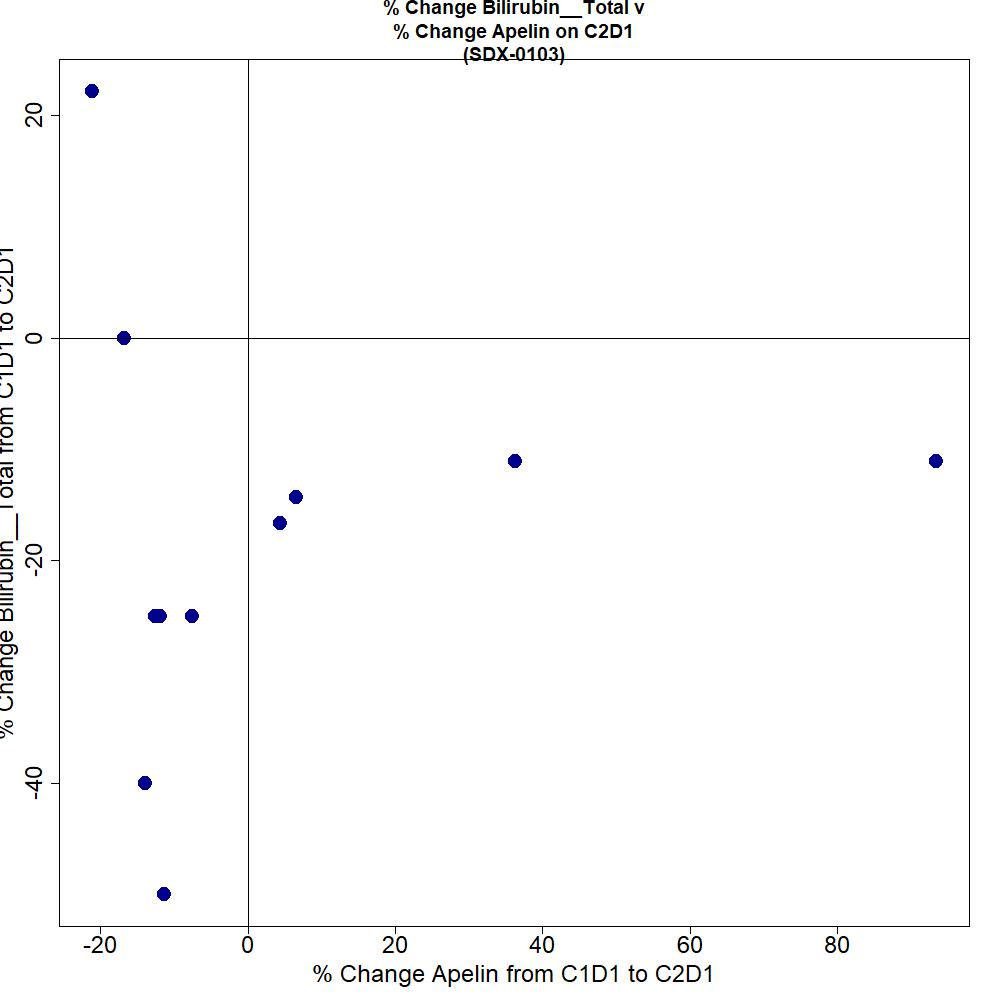 % Change Bilirubin__Total v
% Change Apelin on C2D1
(SDX-0103)
% Change Bilirubin__Total from C1D1 to C2D1
20
0
-20
-40
-20
0
20
40
60
80
% Change Apelin from C1D1 to C2D1